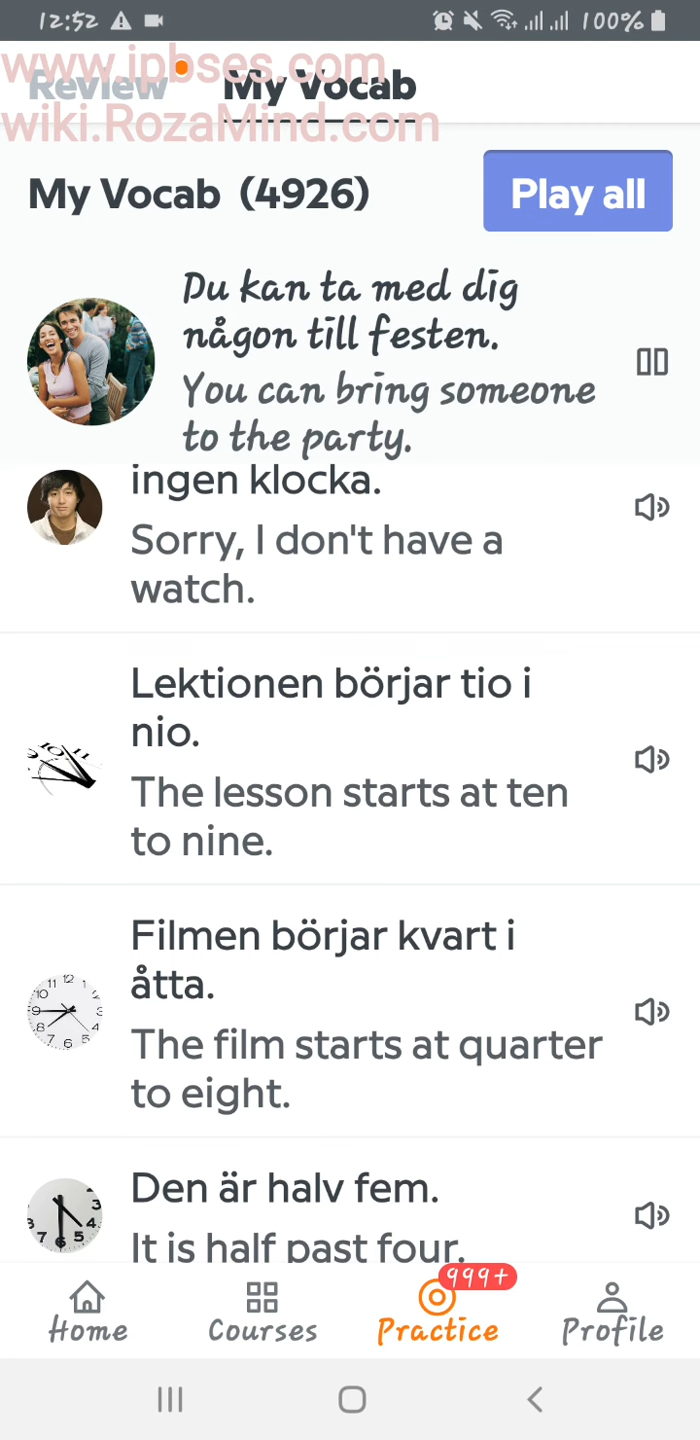 12:52
100%
www.ipbses.com
Review
My Vocab
wiki.RozaMind.com
My Vocab (4926)
Play all
Du kan ta med dig
någon till festen.
You can bring someone
to the party.
ingen klocka.
Sorry, I don't have a
watch.
Lektionen börjar tio i
nio.
The lesson starts at ten
to nine.
Filmen börjar kvart i
åtta.
The film starts at quarter
to eight.
Den är halv fem.
It is half past four.
999+
Home
Courses
Practice
Profile